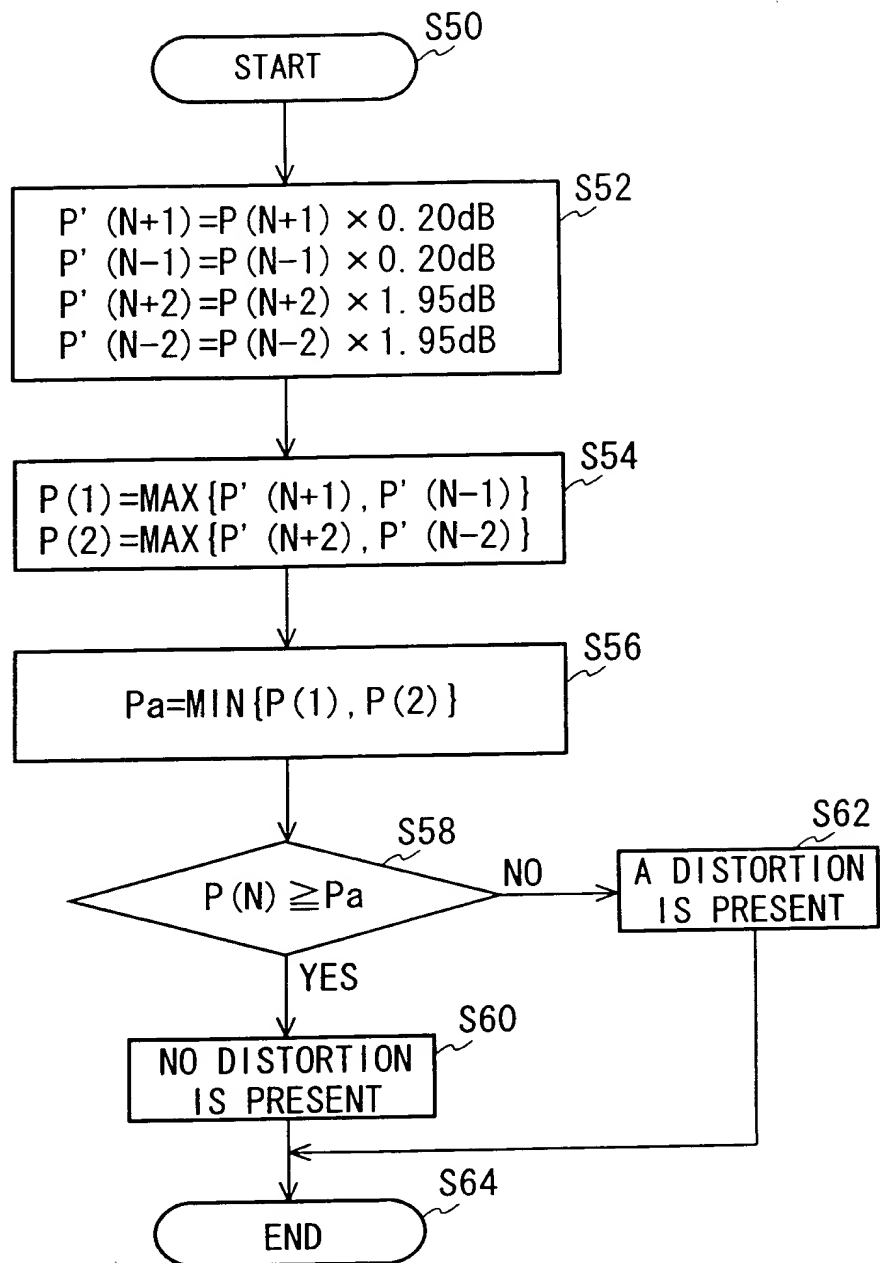 S50
START
S52
P' (N+1)=P(N+1)×0.20dB
P' (N-1)=P(N-1)×0.20dB
P' (N+2)=P(N+2)×1.95dB
P' (N-2)=P(N-2)×1.95dB
S54
P(1)=MAX{P' (N+1), P' (N-1)}
P(2)=MAX{P' (N+2), P' (N-2)}
S56
Pa=MIN{P(1), P(2)}
S58
P(N)≧Pa
NO
S62
A DISTORTION
IS PRESENT
YES
S60
NO DISTORTION
IS PRESENT
S64
END